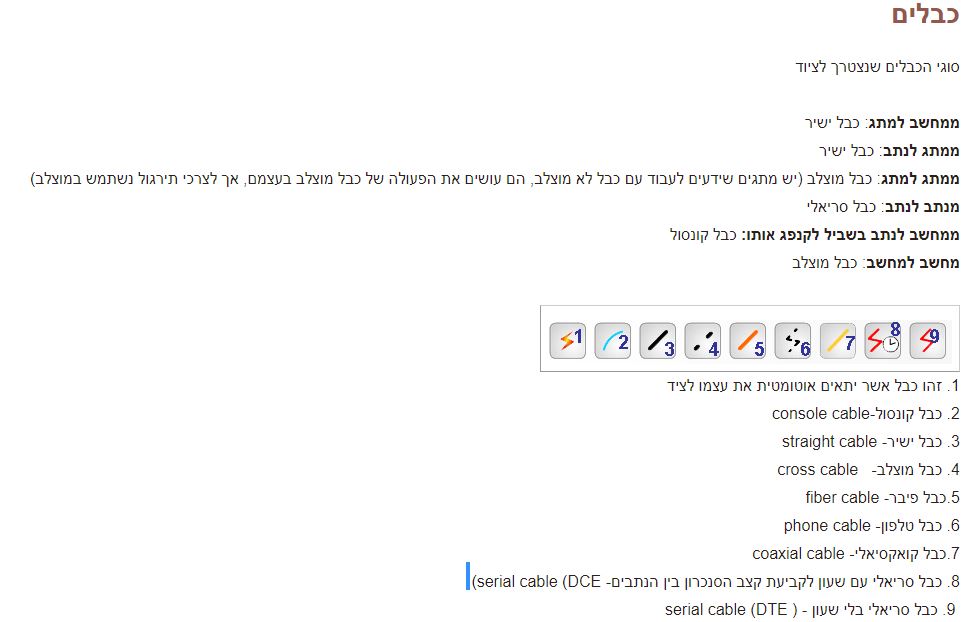 כבלים
סוגי הכבלים שנצטרך לציוד
ממחשב למתג: כבל ישיר
ממתג לנתב: כבל ישיר
ממתג למתג: כבל מוצלב (יש מתגים שידעים לעבוד עם כבל לא מוצלב, הם עושים את הפעולה של כבל מוצלב בעצמם, אך לצרכי תירגול נשתמש במוצלב)
מנתב לנתב: כבל סריאלי
ממחשב לנתב בשביל לקנפג אותו: כבל קונסול
מחשב למחשב: כבל מוצלב
1 2 3 4 5 6 7 8 9
1. זהו כבל אשר יתאים אוטומטית את עצמו לציד
2. כבל קונסול-console cable
3. כבל ישיר- straight cable
4. כבל מוצלב- cross cable
5.כבל פיבר- fiber cable
6. כבל טלפון- phone cable
7.כבל קואקסיאלי- coaxial cable
8. כבל סריאלי עם שעון לקביעת קצב הסנכרון בין הנתבים- serial cable (DCE)
9. כבל סריאלי בלי שעון - serial cable (DTE )